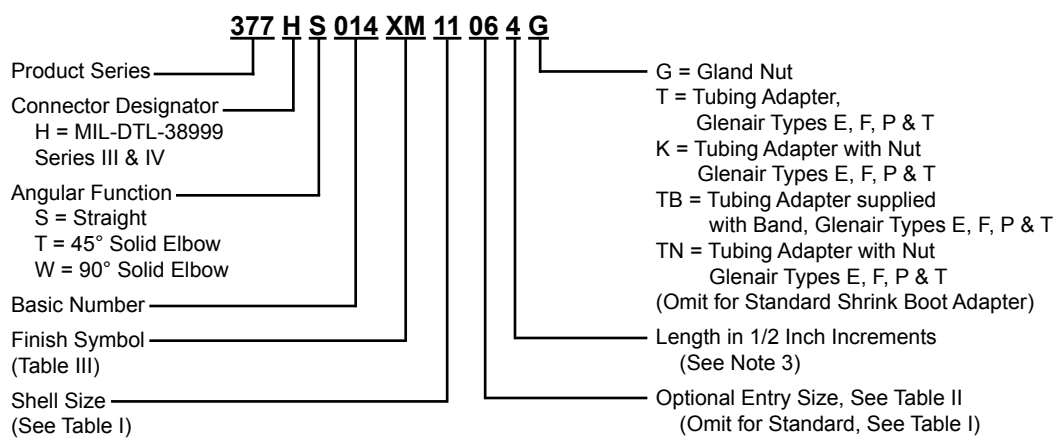 377 H S 014 XM 11 06 4 G
Product Series
Connector Designator
H = MIL-DTL-38999
Series III & IV
Angular Function
S = Straight
T = 45° Solid Elbow
W = 90° Solid Elbow
Basic Number
Finish Symbol
(Table III)
Shell Size
(See Table I)
G = Gland Nut
T = Tubing Adapter,
Glenair Types E, F, P & T
K = Tubing Adapter with Nut
Glenair Types E, F, P & T
TB = Tubing Adapter supplied
with Band, Glenair Types E, F, P & T
TN = Tubing Adapter with Nut
Glenair Types E, F, P & T
(Omit for Standard Shrink Boot Adapter)
Length in 1/2 Inch Increments
(See Note 3)
Optional Entry Size, See Table II
(Omit for Standard, See Table I)